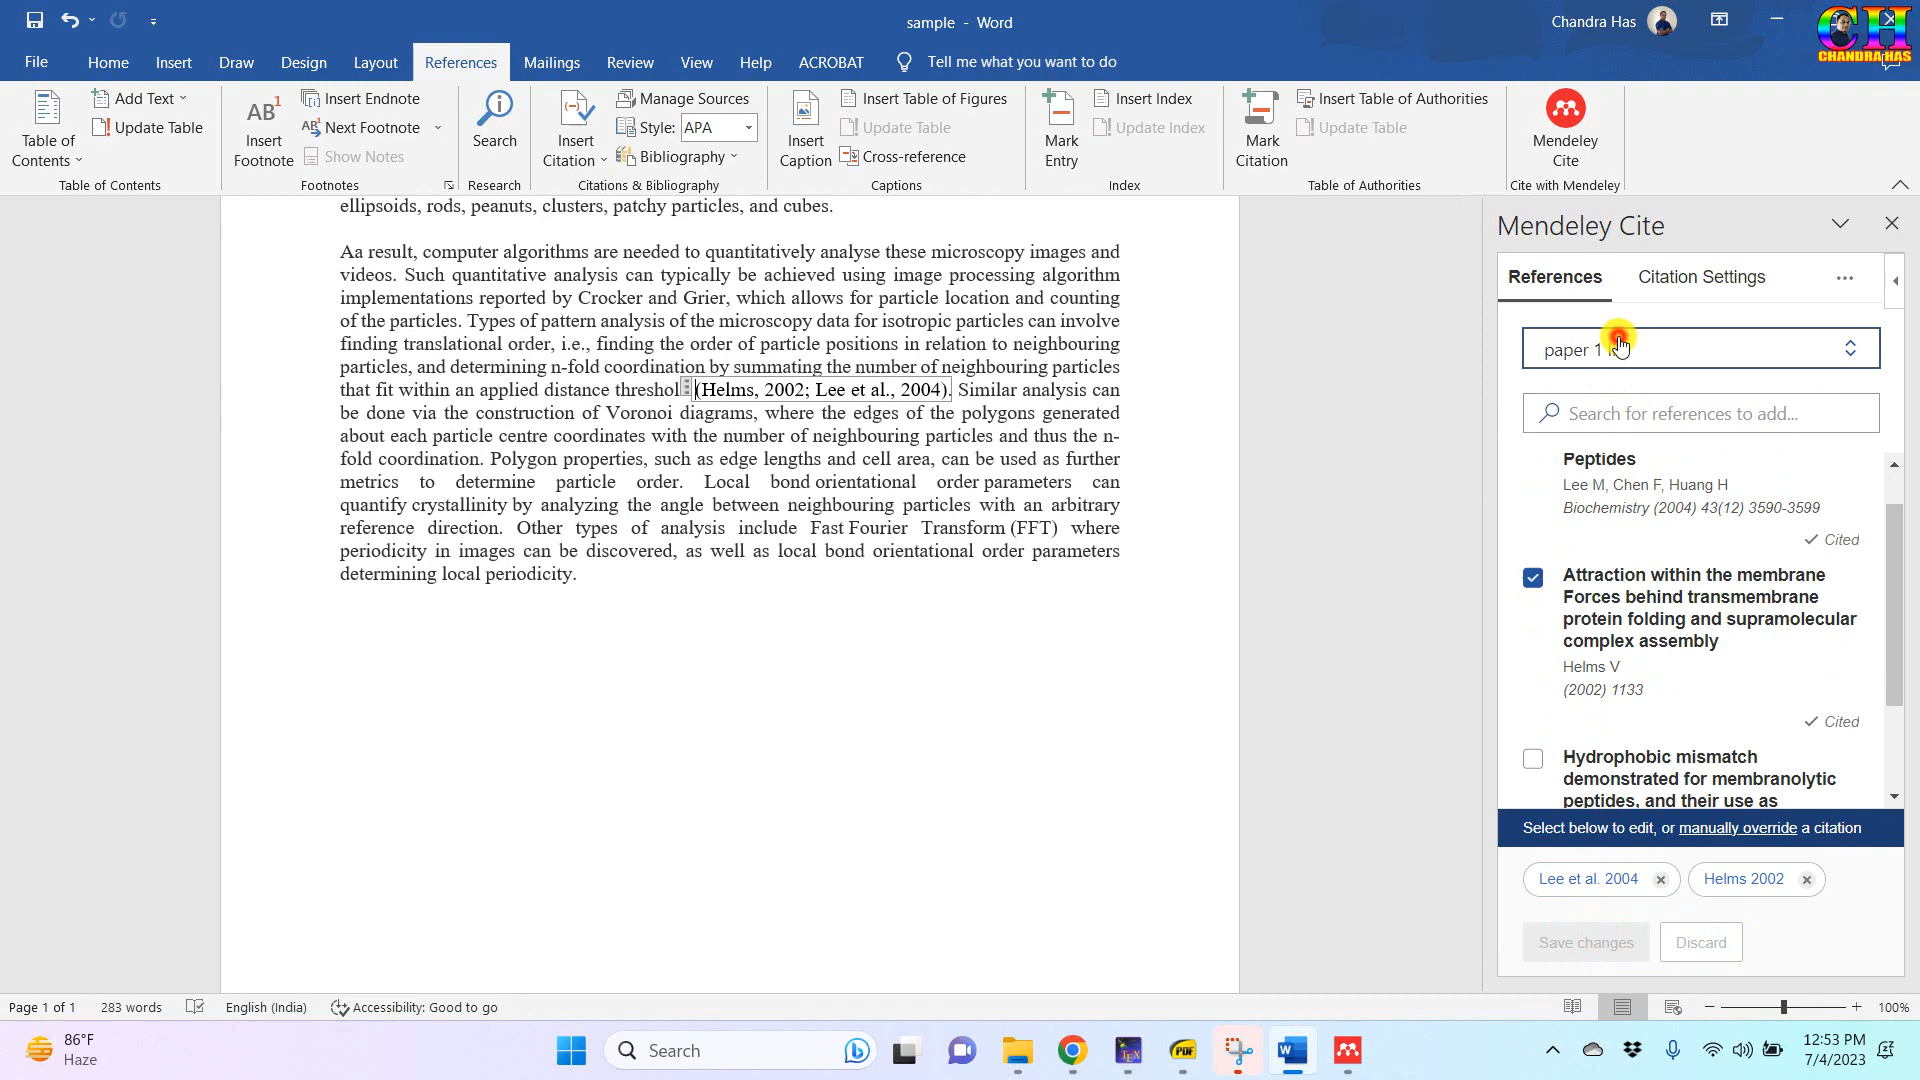 sample - Word
Chandra Has
CH
CHANDRA HAS
File Home Insert Draw Design Layout References Mailings Review View Help ACROBAT Tell me what you want to do
Table of Contents
Add Text
Update Table
Table of Contents
AB1 Insert Footnote
Insert Endnote
Next Footnote
Show Notes
Footnotes
Search
Research
Insert Citation
Manage Sources
Style: APA
Bibliography
Citations & Bibliography
Insert Caption
Insert Table of Figures
Update Table
Cross-reference
Captions
Mark Entry
Insert Index
Update Index
Index
Mark Citation
Insert Table of Authorities
Update Table
Table of Authorities
Mendeley Cite
Cite with Mendeley
ellipsoids, rods, peanuts, clusters, patchy particles, and cubes.
Aa result, computer algorithms are needed to quantitatively analyse these microscopy images and
videos. Such quantitative analysis can typically be achieved using image processing algorithm
implementations reported by Crocker and Grier, which allows for particle location and counting
of the particles. Types of pattern analysis of the microscopy data for isotropic particles can involve
finding translational order, i.e., finding the order of particle positions in relation to neighbouring
particles, and determining n-fold coordination by summating the number of neighbouring particles
that fit within an applied distance threshol (Helms, 2002; Lee et al., 2004). Similar analysis can
be done via the construction of Voronoi diagrams, where the edges of the polygons generated
about each particle centre coordinates with the number of neighbouring particles and thus the n-
fold coordination. Polygon properties, such as edge lengths and cell area, can be used as further
metrics to determine particle order. Local bond orientational order parameters can
quantify crystallinity by analyzing the angle between neighbouring particles with an arbitrary
reference direction. Other types of analysis include Fast Fourier Transform (FFT) where
periodicity in images can be discovered, as well as local bond orientational order parameters
determining local periodicity.
Mendeley Cite
References Citation Settings
paper 1
Search for references to add...
Peptides
Lee M, Chen F, Huang H
Biochemistry (2004) 43(12) 3590-3599
Cited
Attraction within the membrane
Forces behind transmembrane
protein folding and supramolecular
complex assembly
Helms V
(2002) 1133
Cited
Hydrophobic mismatch
demonstrated for membranolytic
peptides, and their use as
Select below to edit, or manually override a citation
Lee et al. 2004 Helms 2002
Save changes Discard
Page 1 of 1 283 words English (India) Accessibility: Good to go 100%
86°F
Haze
Search
TEX
PDF
12:53 PM
7/4/2023